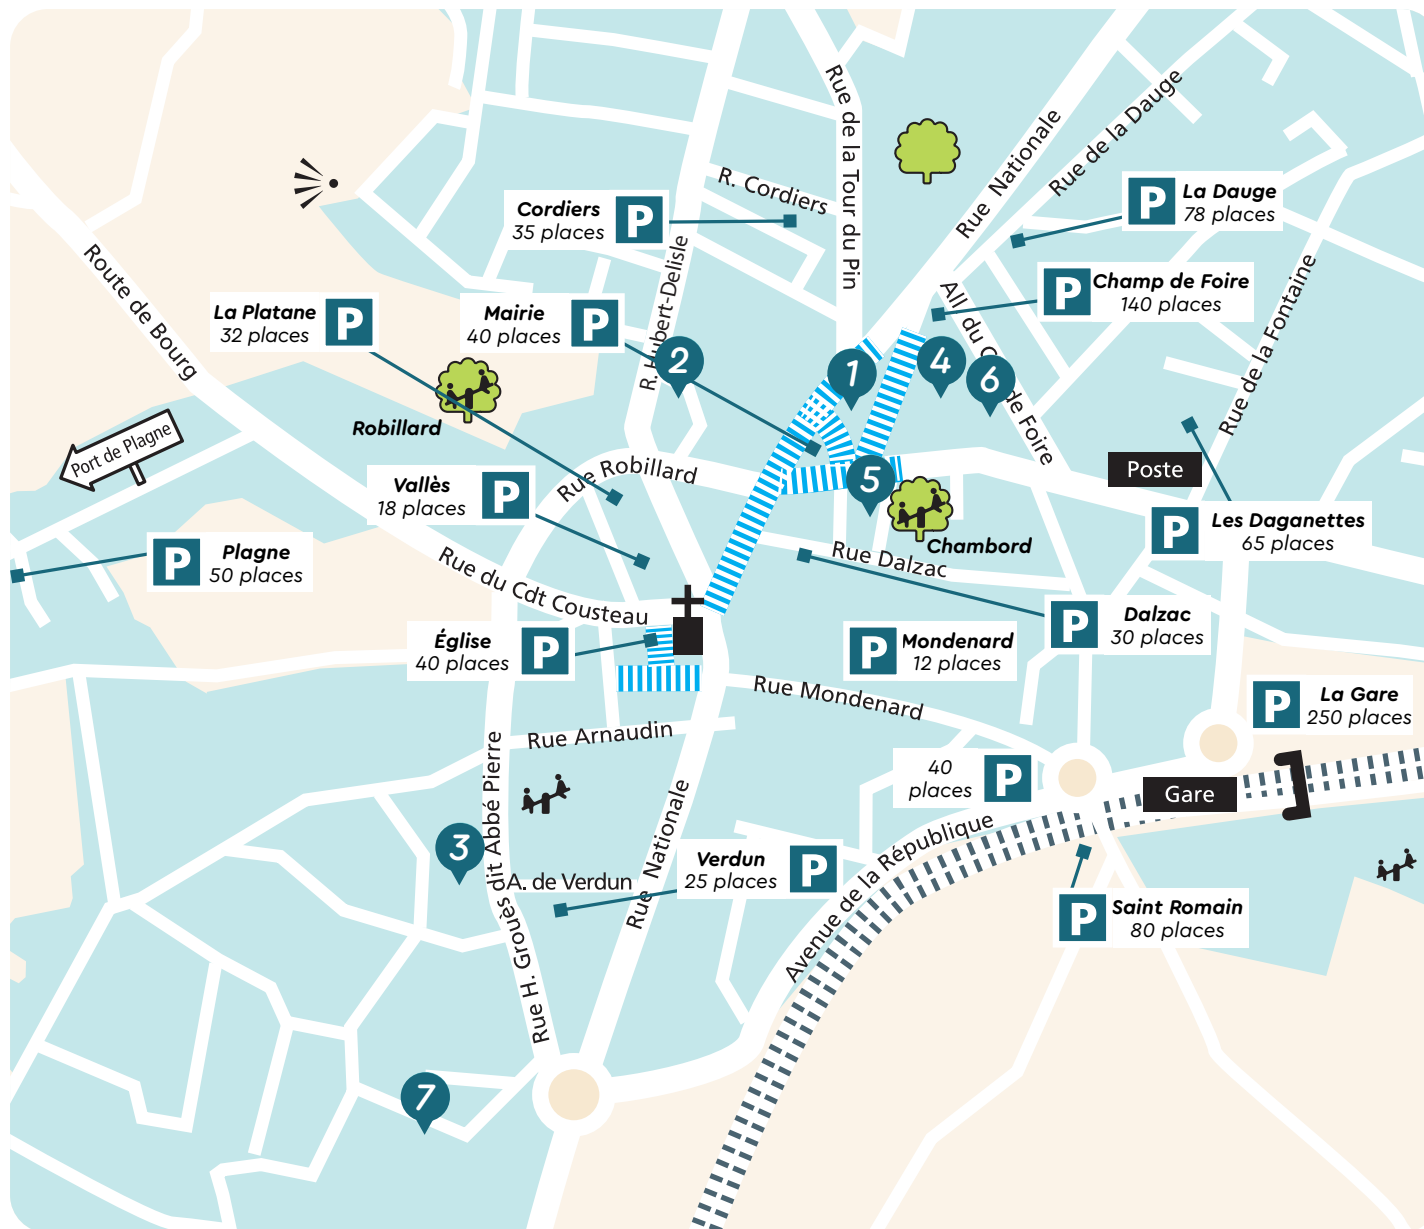 Rue de la Tour du Pin
Rue Nationale
Rue de la Dauge
R. Cordiers
Cordiers
35 places
P
La Dauge
78 places
P
Route de Bourg
R. Hubert-Delisle
Champ de Foire
140 places
P
Rue de la Fontaine
La Platane
32 places
P
Mairie
40 places
P
2
1
4
6
Robillard
Port de Plagne
Poste
Rue Robillard
5
Vallès
18 places
P
Les Daganettes
65 places
P
Chambord
Plagne
50 places
P
Rue du Cdt Cousteau
Rue Dalzac
Dalzac
30 places
P
Église
40 places
P
Mondenard
12 places
P
Rue Mondenard
La Gare
250 places
P
Rue Arnaudin
40
places
P
Gare
Rue H. Grouès dit Abbé Pierre
3
Rue Nationale
Verdun
25 places
P
A. de Verdun
Avenue de la République
Saint Romain
80 places
P
7